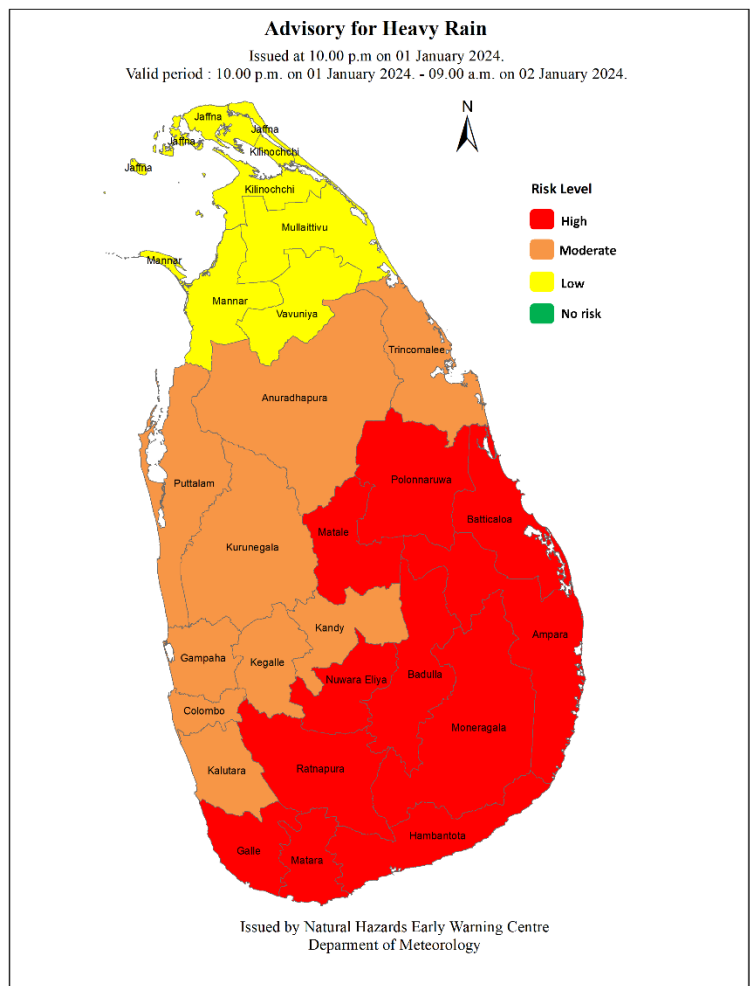 Advisory for Heavy Rain
Issued at 10.00 p.m on 01 January 2024.
Valid period : 10.00 p.m. on 01 January 2024. - 09.00 a.m. on 02 January 2024.
N
Jaffna
Jaffna
Jaffna
Kilinochchi
Jaffna
Kilinochchi
Risk Level
High
Mullaittivu
Moderate
Mannar
Low
Mannar
Vavuniya
No risk
Trincomalee
Anuradhapura
Polonnaruwa
Puttalam
Batticaloa
Matale
Kurunegala
Kandy
Ampara
Gampaha
Kegalle
Badulla
Nuwara Eliya
Colombo
Moneragala
Kalutara
Ratnapura
Hambantota
Galle
Matara
Issued by Natural Hazards Early Warning Centre
Deparment of Meteorology